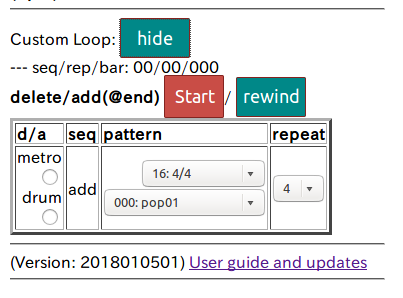 Custom Loop: hide
--- seq/rep/bar: 00/00/000
delete/add(@end) Start / rewind
d/a seq pattern repeat
metro
drum
add
16: 4/4
000: pop01
4
(Version: 2018010501) User guide and updates